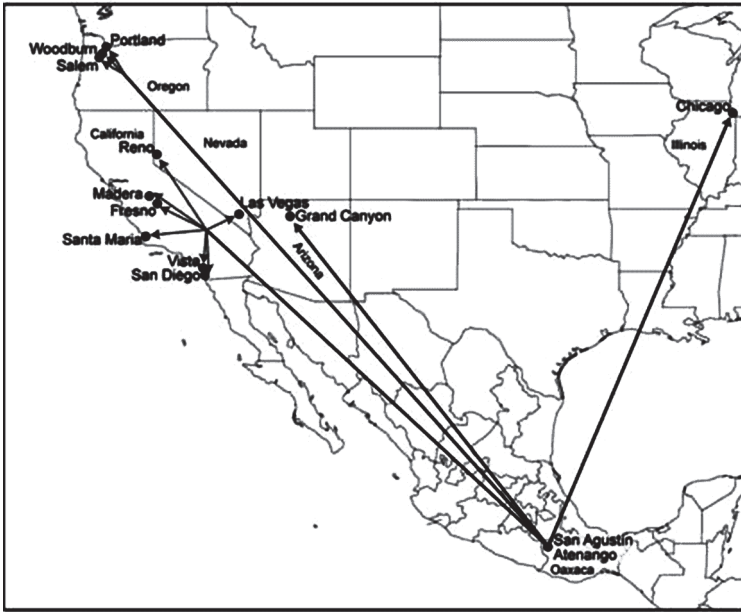 Portland
Woodburn
Salem
Oregon
Chicago
California
Nevada
Reno
Illinois
Madera
Las Vegas
Fresno
Grand Canyon
Santa Maria
Arizona
Vista
San Diego
San Agustín
Atenango
Oaxaca